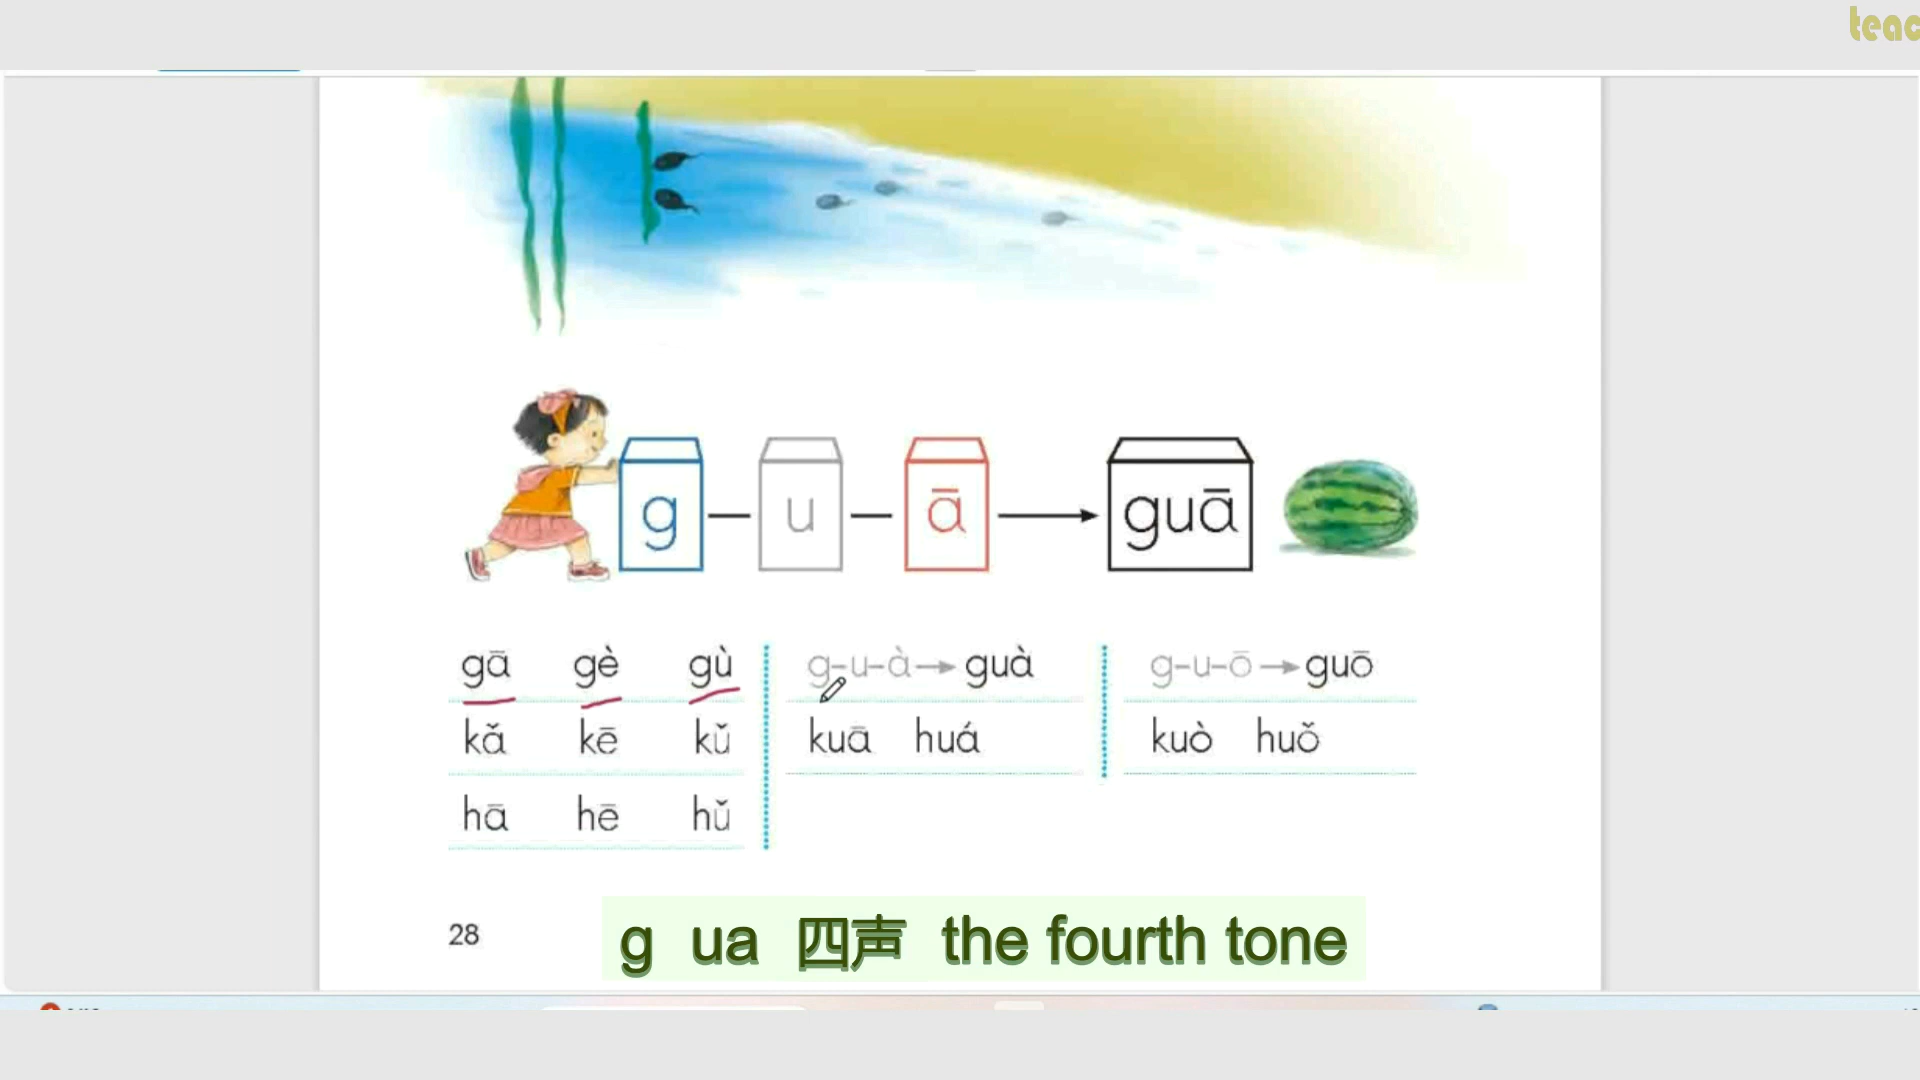 teac
g u ā guā
gā gè gù g-u-à→guà g-u-ō→guō
kǎ kē kǔ kuā huá kuò huǒ
hā hē hǔ
28
g ua 四声 the fourth tone